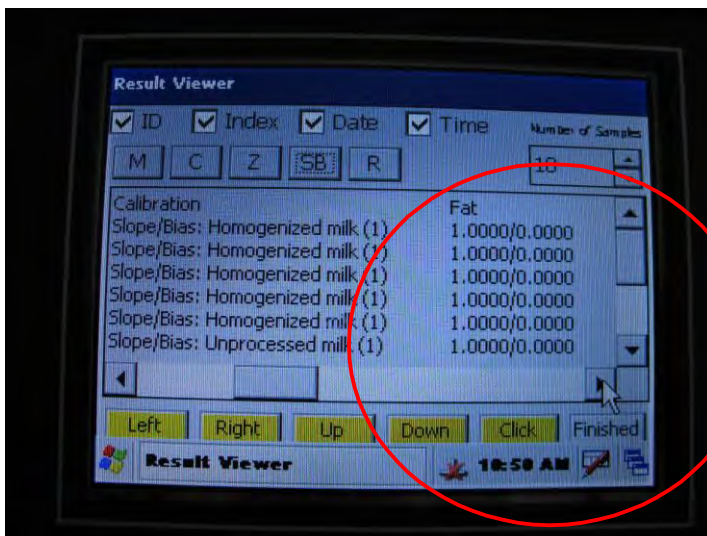 Result Viewer
ID Index Date Time Number of Samples
M C Z SB R 10
Calibration Fat
Slope/Bias: Homogenized milk (1) 1.0000/0.0000
Slope/Bias: Homogenized milk (1) 1.0000/0.0000
Slope/Bias: Homogenized milk (1) 1.0000/0.0000
Slope/Bias: Homogenized milk (1) 1.0000/0.0000
Slope/Bias: Homogenized milk (1) 1.0000/0.0000
Slope/Bias: Unprocessed milk (1) 1.0000/0.0000
Left Right Up Down Click Finished
Result Viewer 10:50 AM